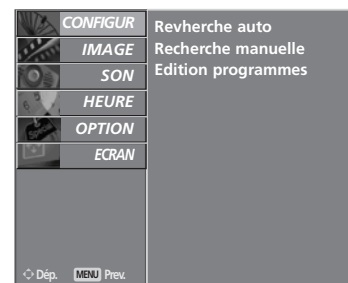 CONFIGUR
IMAGE
SON
HEURE
OPTION
ECRAN
Revherche auto
Recherche manuelle
Edition programmes
Dép. MENU Prev.